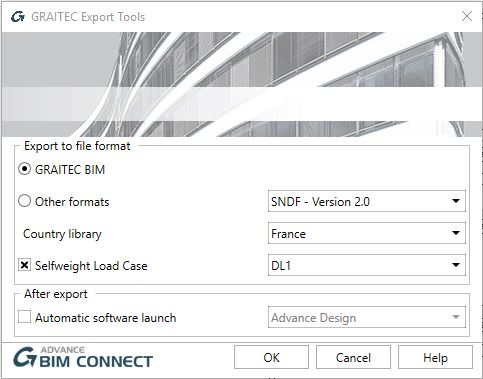 GRAITEC Export Tools
Export to file format
GRAITEC BIM
Other formats
SNDF - Version 2.0
Country library
France
Selfweight Load Case
DL1
After export
Automatic software launch
Advance Design
ADVANCE
BIM CONNECT
OK
Cancel
Help